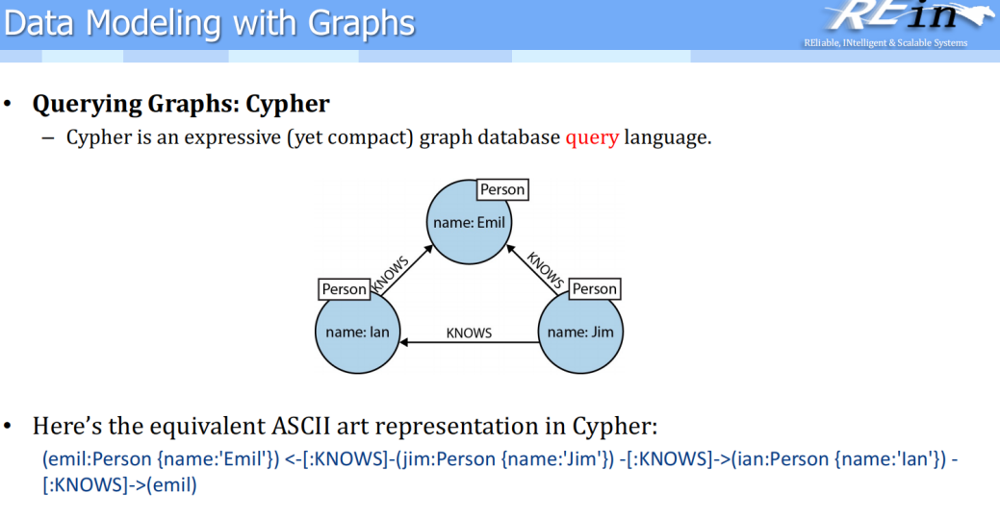 Data Modeling with Graphs
REin
REliable, INtelligent & Scalable Systems
• Querying Graphs: Cypher
– Cypher is an expressive (yet compact) graph database query language.
Person
name: Emil
KNOWS
KNOWS
Person
Person
name: Ian
KNOWS
name: Jim
• Here’s the equivalent ASCII art representation in Cypher:
(emil:Person {name:'Emil'}) <-[:KNOWS]-(jim:Person {name:'Jim'}) -[:KNOWS]->(ian:Person {name:'Ian'}) -
[:KNOWS]->(emil)